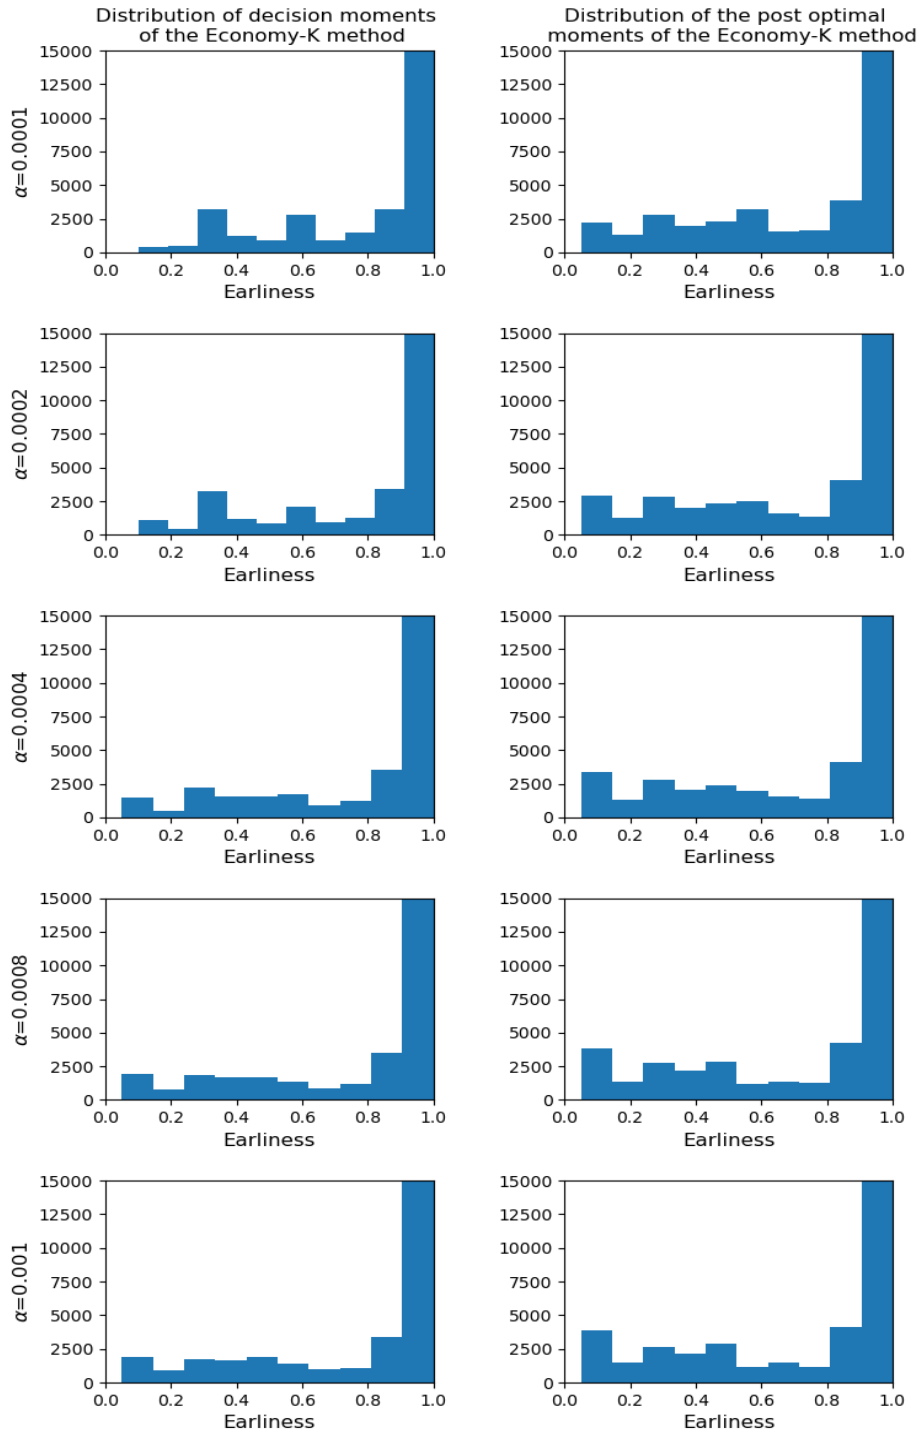 Distribution of decision moments
of the Economy-K method
Distribution of the post optimal
moments of the Economy-K method
α=0.0001
15000
12500
10000
7500
5000
2500
0
0.0 0.2 0.4 0.6 0.8 1.0
Earliness
15000
12500
10000
7500
5000
2500
0
0.0 0.2 0.4 0.6 0.8 1.0
Earliness
α=0.0002
15000
12500
10000
7500
5000
2500
0
0.0 0.2 0.4 0.6 0.8 1.0
Earliness
15000
12500
10000
7500
5000
2500
0
0.0 0.2 0.4 0.6 0.8 1.0
Earliness
α=0.0004
15000
12500
10000
7500
5000
2500
0
0.0 0.2 0.4 0.6 0.8 1.0
Earliness
15000
12500
10000
7500
5000
2500
0
0.0 0.2 0.4 0.6 0.8 1.0
Earliness
α=0.0008
15000
12500
10000
7500
5000
2500
0
0.0 0.2 0.4 0.6 0.8 1.0
Earliness
15000
12500
10000
7500
5000
2500
0
0.0 0.2 0.4 0.6 0.8 1.0
Earliness
α=0.001
15000
12500
10000
7500
5000
2500
0
0.0 0.2 0.4 0.6 0.8 1.0
Earliness
15000
12500
10000
7500
5000
2500
0
0.0 0.2 0.4 0.6 0.8 1.0
Earliness